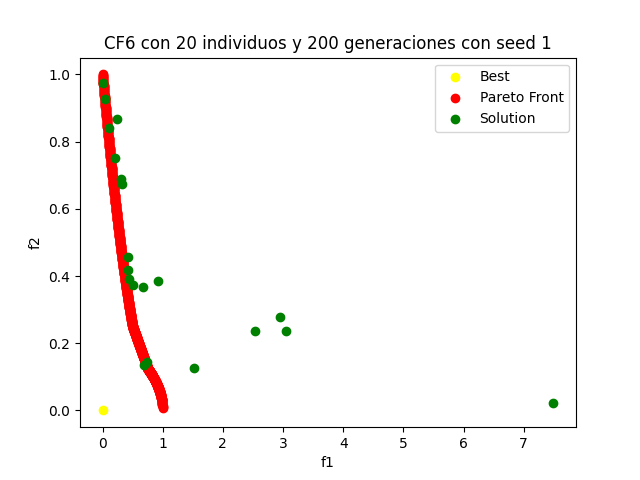 CF6 con 20 individuos y 200 generaciones con seed 1
Best
Pareto Front
Solution
1.0
0.8
0.6
0.4
0.2
0.0
f2
0 1 2 3 4 5 6 7
f1